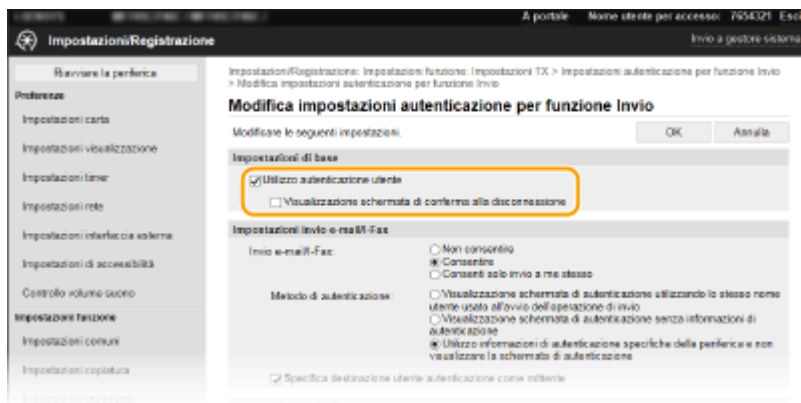 A portale Nome utente per accesso: 7654321 Esci
Impostazioni/Registrazione
Invio a gestore sistema
Riavviare la periferica
Preferenze
Impostazioni carta
Impostazioni visualizzazione
Impostazioni timer
Impostazioni rete
Impostazioni interfaccia esterna
Impostazioni di accessibilità
Controllo volume suono
Impostazioni funzione
Impostazioni comuni
Impostazioni copiatura
Impostazioni/Registrazione: Impostazioni funzione: Impostazioni TX > Impostazioni autenticazione per funzione Invio
> Modifica impostazioni autenticazione per funzione Invio
Modifica impostazioni autenticazione per funzione Invio
Modificare le seguenti impostazioni.
OK Annulla
Impostazioni di base
Utilizzo autenticazione utente
Visualizzazione schermata di conferma alla disconnessione
Impostazioni invio e-mail/I-Fax
Invio e-mail/I-Fax:
Non consentire
Consentire
Consenti solo invio a me stesso
Metodo di autenticazione:
Visualizzazione schermata di autenticazione utilizzando lo stesso nome
utente usato all'avvio dell'operazione di invio
Visualizzazione schermata di autenticazione senza informazioni di
autenticazione
Utilizzo informazioni di autenticazione specifiche della periferica e non
visualizzare la schermata di autenticazione
Specifica destinazione utente autenticazione come mittente